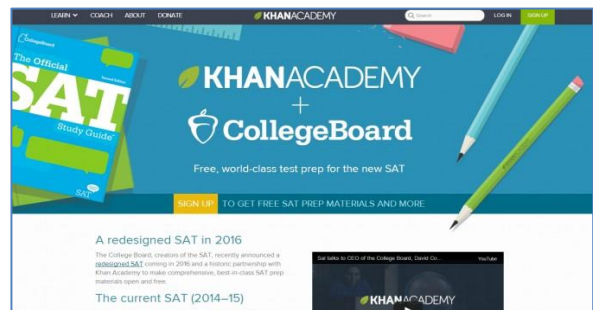 LEARN COACH ABOUT DONATE KHANACADEMY Search LOG IN SIGN UP
CollegeBoard
The Official
SAT
Study Guide™
SAT
KHANACADEMY
+
CollegeBoard
Free, world-class test prep for the new SAT
SIGN UP TO GET FREE SAT PREP MATERIALS AND MORE
A redesigned SAT in 2016
The College Board, creators of the SAT, recently announced a
redesigned SAT coming in 2016 and a historic partnership with
Khan Academy to make comprehensive, best-in-class SAT prep
materials open and free.
The current SAT (2014–15)
Sal talks to CEO of the College Board, David Co... YouTube
KHANACADEMY